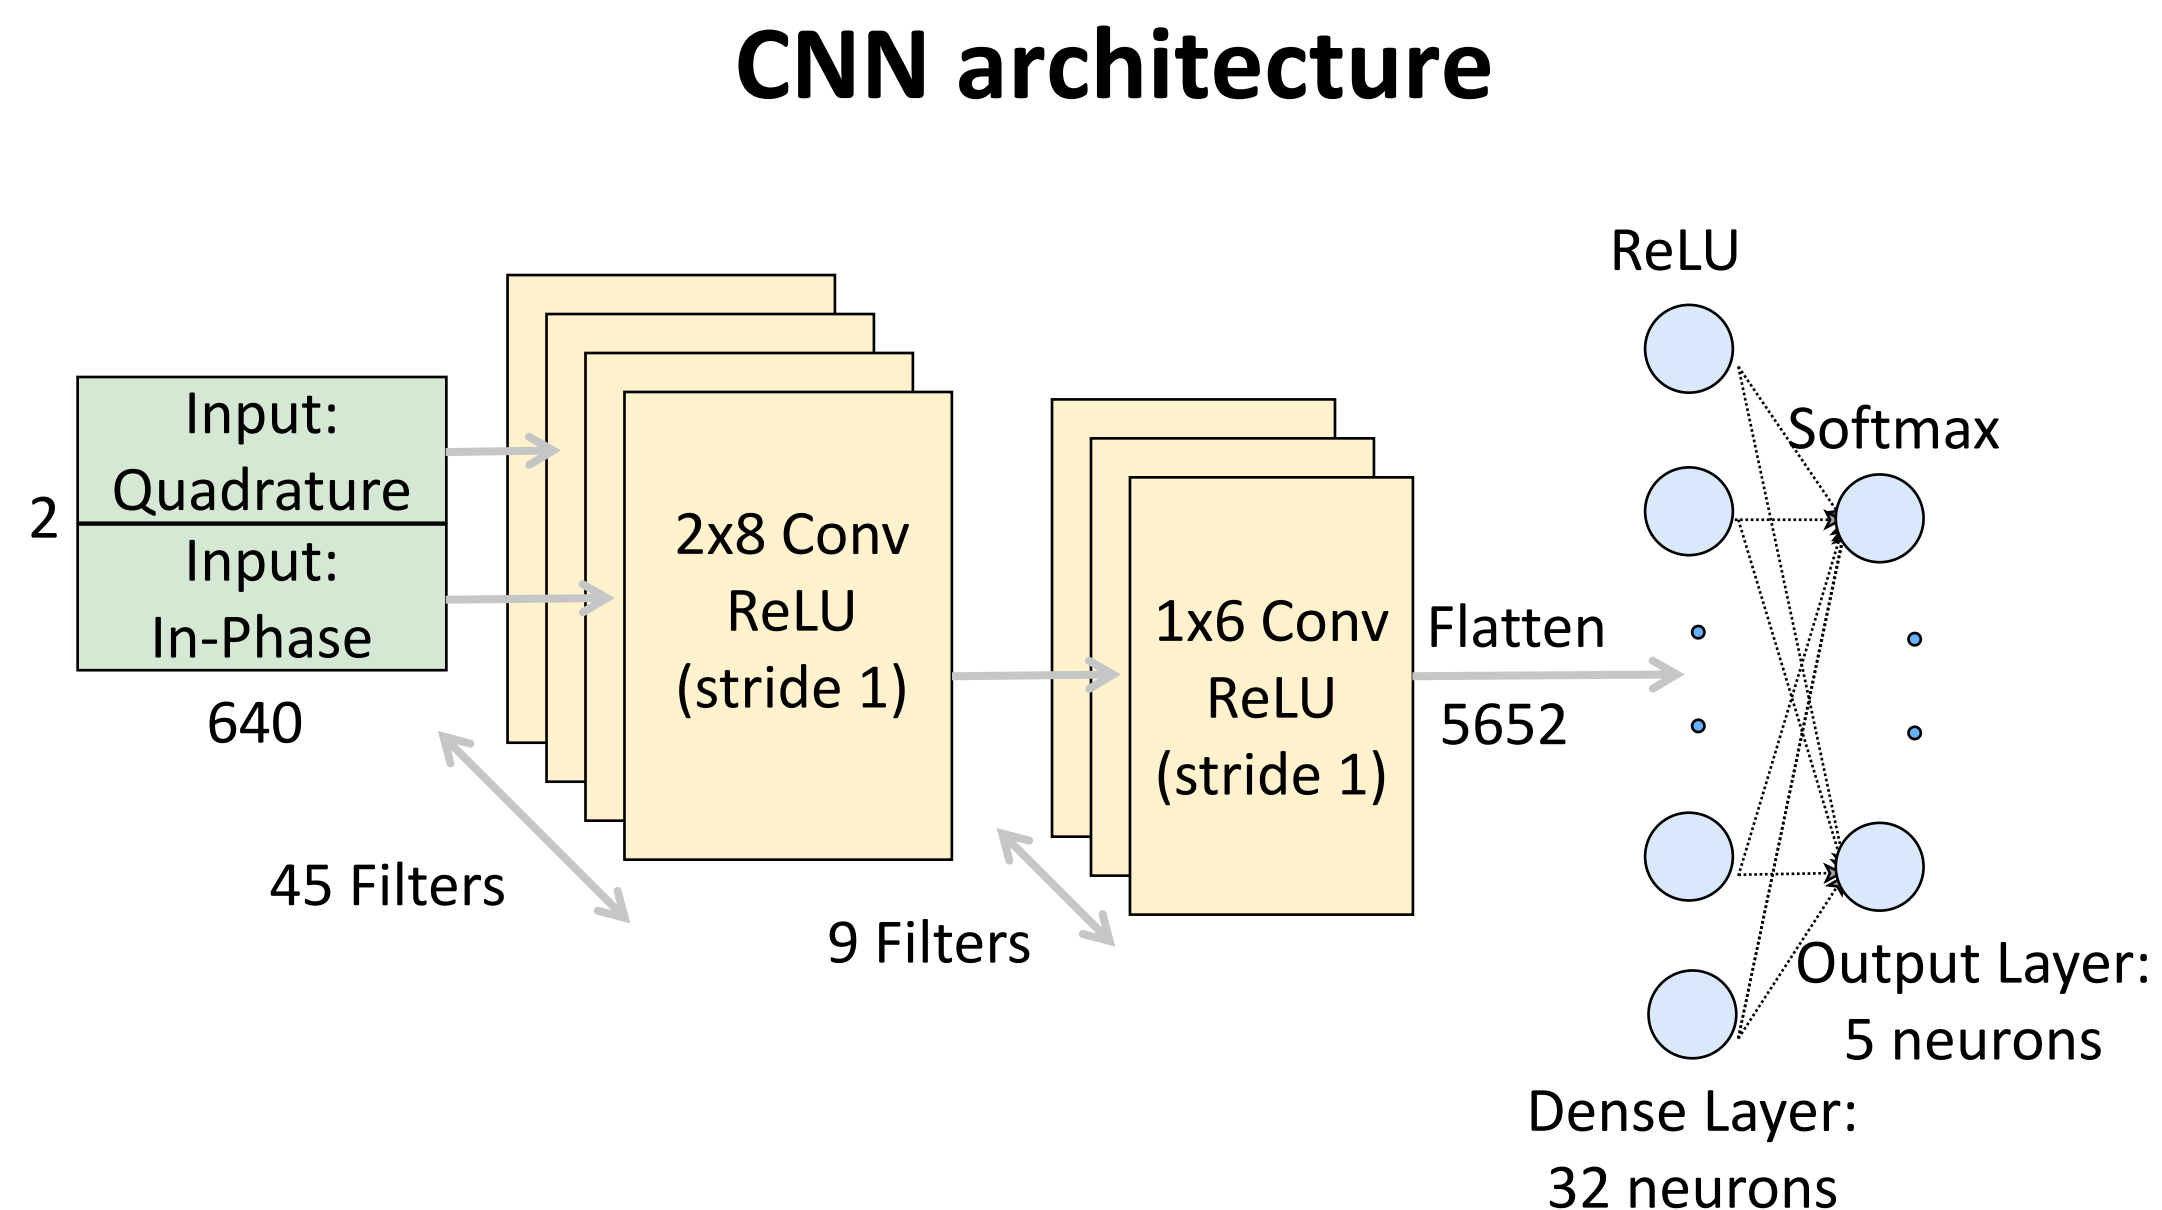 CNN architecture
Input:
Quadrature
Input:
In-Phase
2
640
45 Filters
2x8 Conv
ReLU
(stride 1)
9 Filters
1x6 Conv
ReLU
(stride 1)
Flatten
5652
ReLU
Softmax
Output Layer:
5 neurons
Dense Layer:
32 neurons